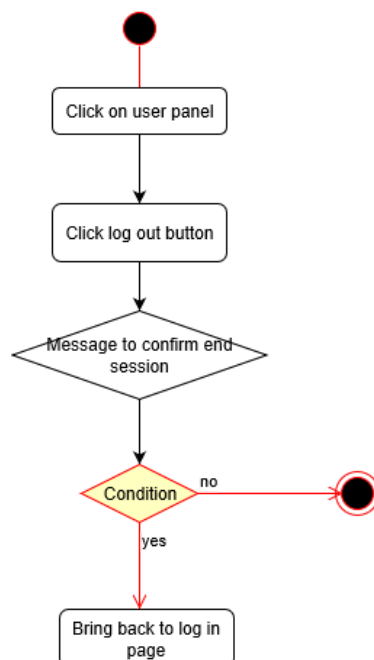 Click on user panel
Click log out button
Message to confirm end
session
Condition
no
yes
Bring back to log in
page